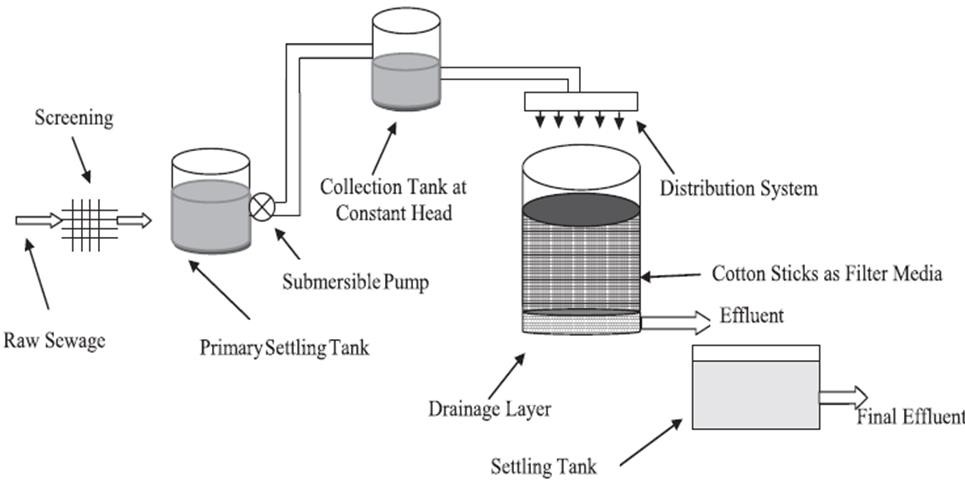 Screening
Raw Sewage
Primary Settling Tank
Submersible Pump
Collection Tank at
Constant Head
Distribution System
Cotton Sticks as Filter Media
Effluent
Drainage Layer
Settling Tank
Final Effluent